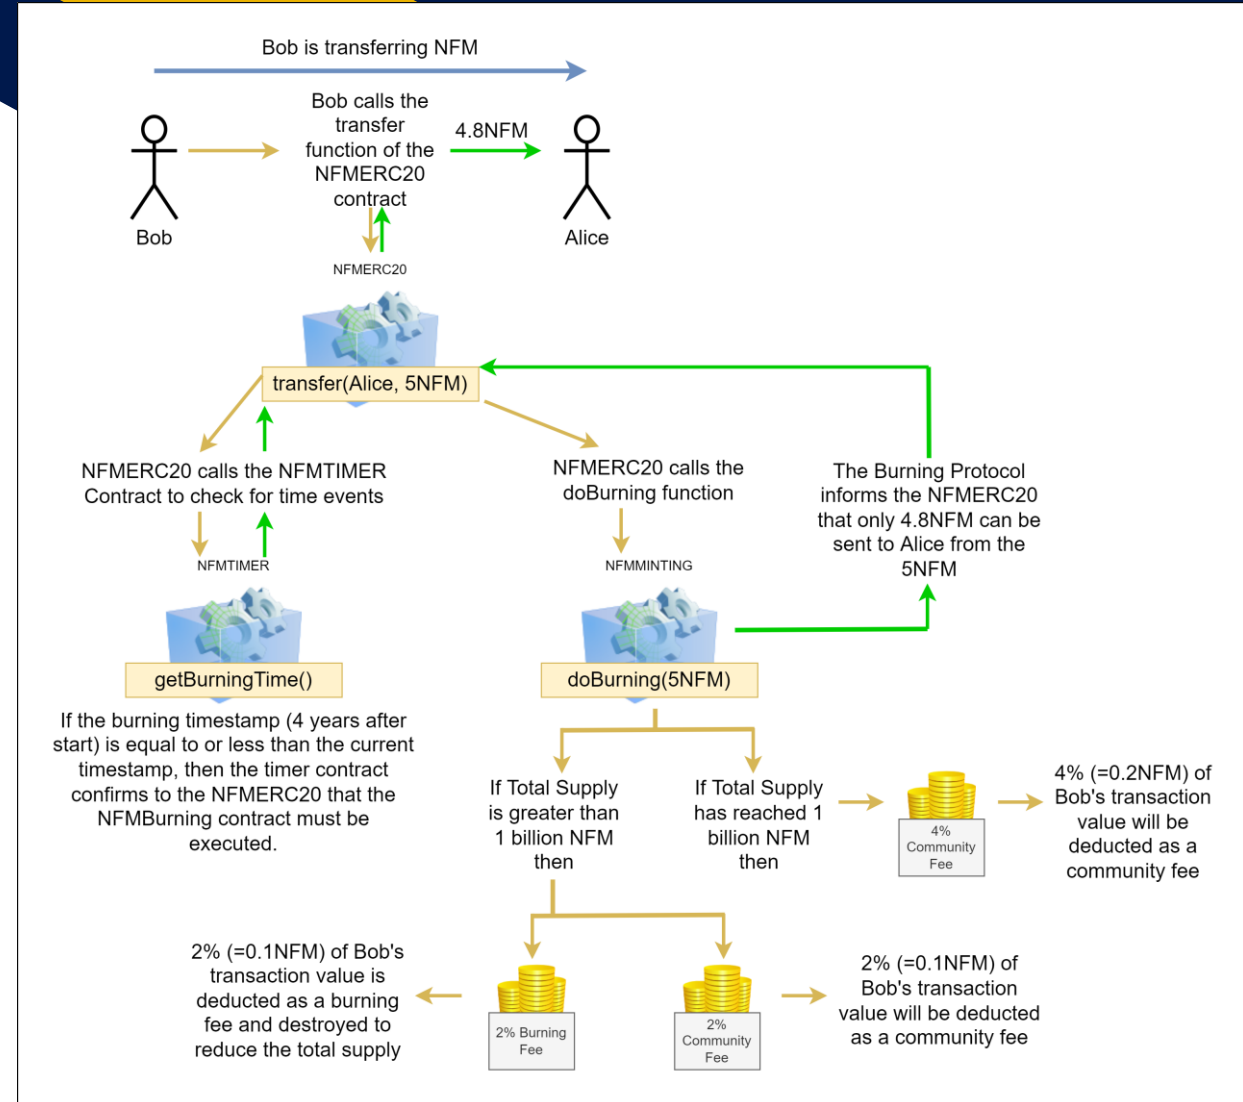 Bob is transferring NFM
Bob calls the
transfer
function of the
NFMERC20
contract
4.8NFM
Bob
Alice
NFMERC20
transfer(Alice, 5NFM)
NFMERC20 calls the NFMTIMER
Contract to check for time events
NFMERC20 calls the
doBurning function
The Burning Protocol
informs the NFMERC20
that only 4.8NFM can be
sent to Alice from the
5NFM
NFMTIMER
NFMMINTING
getBurningTime()
doBurning(5NFM)
If the burning timestamp (4 years after
start) is equal to or less than the current
timestamp, then the timer contract
confirms to the NFMERC20 that the
NFMBurning contract must be
executed.
If Total Supply
is greater than
1 billion NFM
then
If Total Supply
has reached 1
billion NFM
then
4%
Community
Fee
4% (=0.2NFM) of
Bob's transaction
value will be
deducted as a
community fee
2% (=0.1NFM) of Bob's
transaction value is
deducted as a burning
fee and destroyed to
reduce the total supply
2% Burning
Fee
2%
Community
Fee
2% (=0.1NFM) of
Bob's transaction
value will be deducted
as a community fee